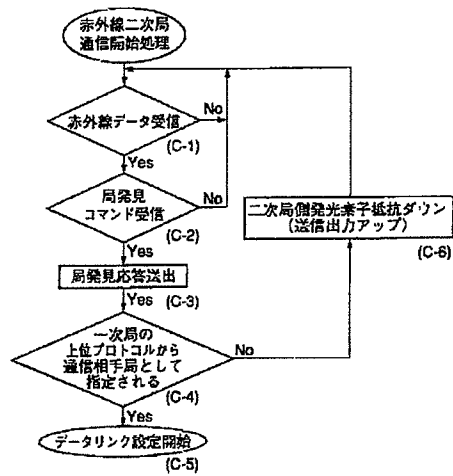 赤外線二次局
通信開始処理
赤外線データ受信
No
(C-1)
Yes
局発見
コマンド受信
No
(C-2)
Yes
局発見応答送出
(C-3)
Yes
一次局の
上位プロトコルから
通信相手局として
指定される
No
(C-4)
Yes
データリンク設定開始
(C-5)
二次局側発光素子抵抗ダウン
(送信出力アップ)
(C-6)